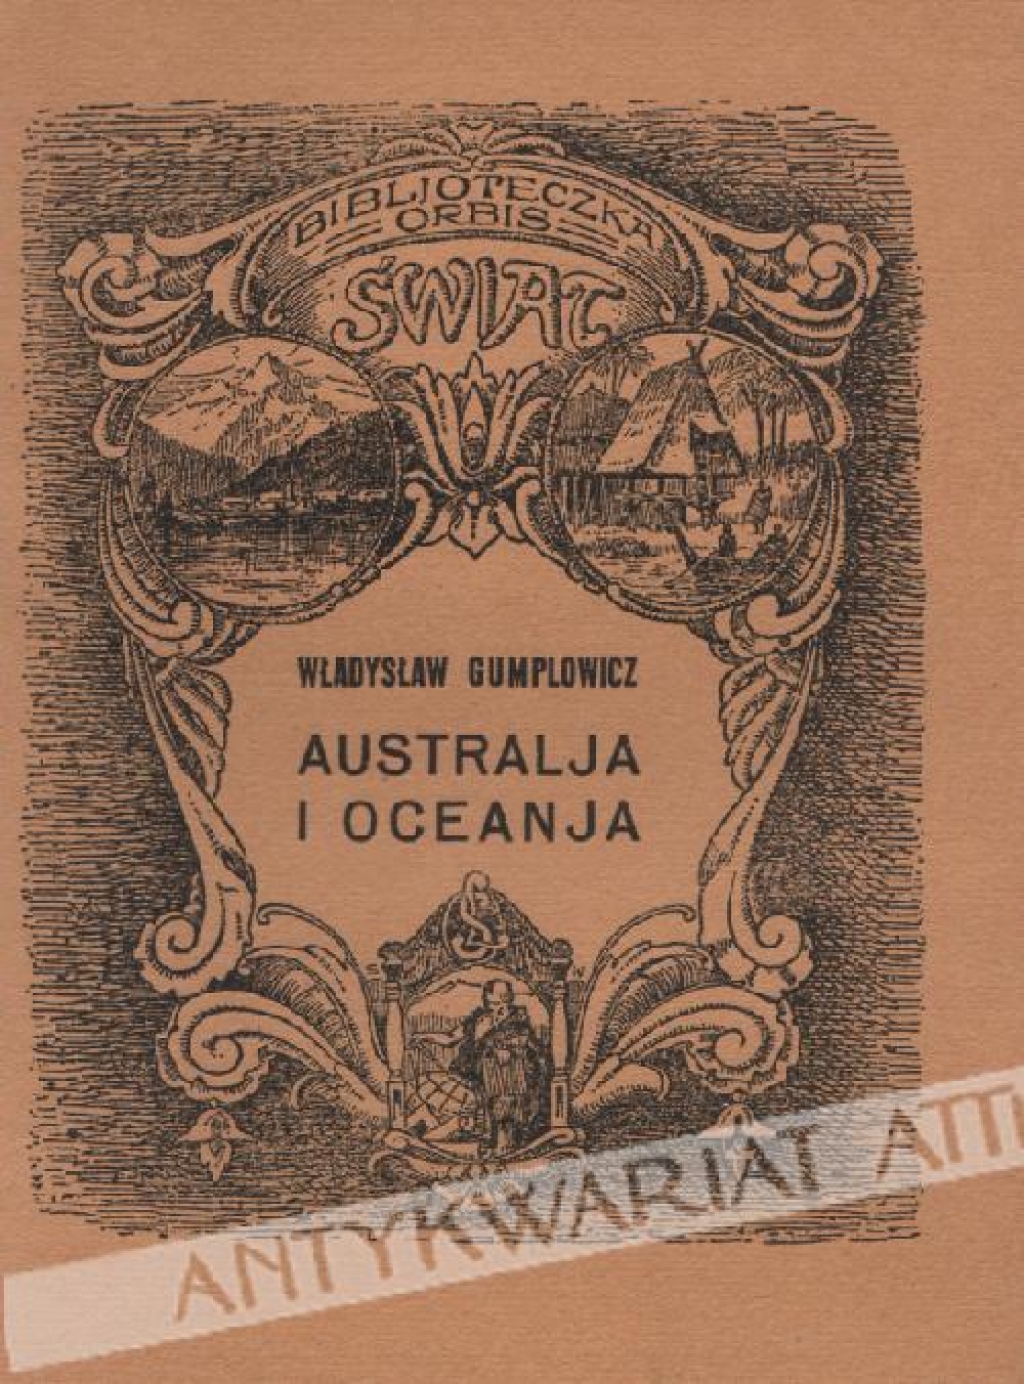 BIBLJOTECZKA
ORBIS
ŚWIAT
WŁADYSŁAW GUMPLOWICZ
AUSTRALJA
I OCEANJA
ANTYKWARIAT